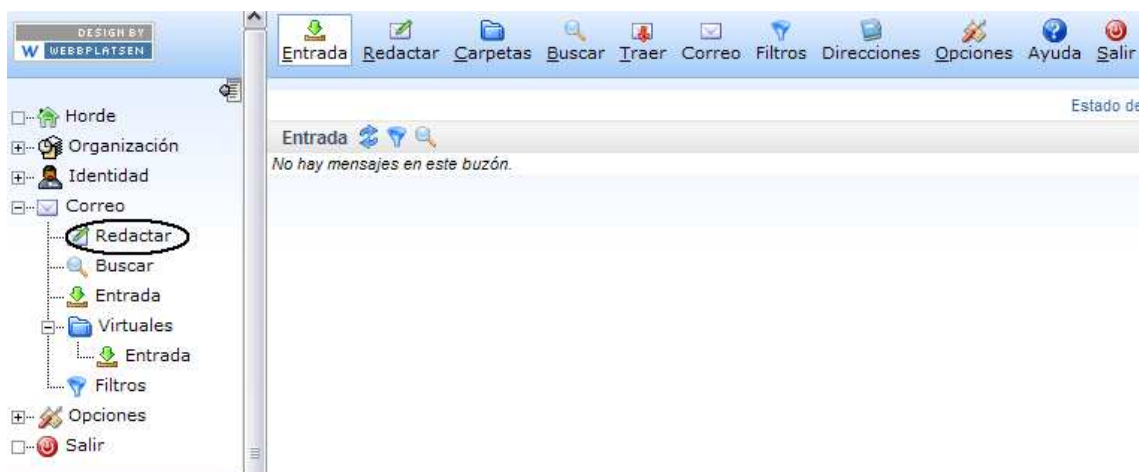 DESIGN BY
W WEBBPLATSEN
Entrada Redactar Carpetas Buscar Traer Correo Filtros Direcciones Opciones Ayuda Salir
Estado de
Entrada
No hay mensajes en este buzón.
Horde
Organización
Identidad
Correo
Redactar
Buscar
Entrada
Virtuales
Entrada
Filtros
Opciones
Salir